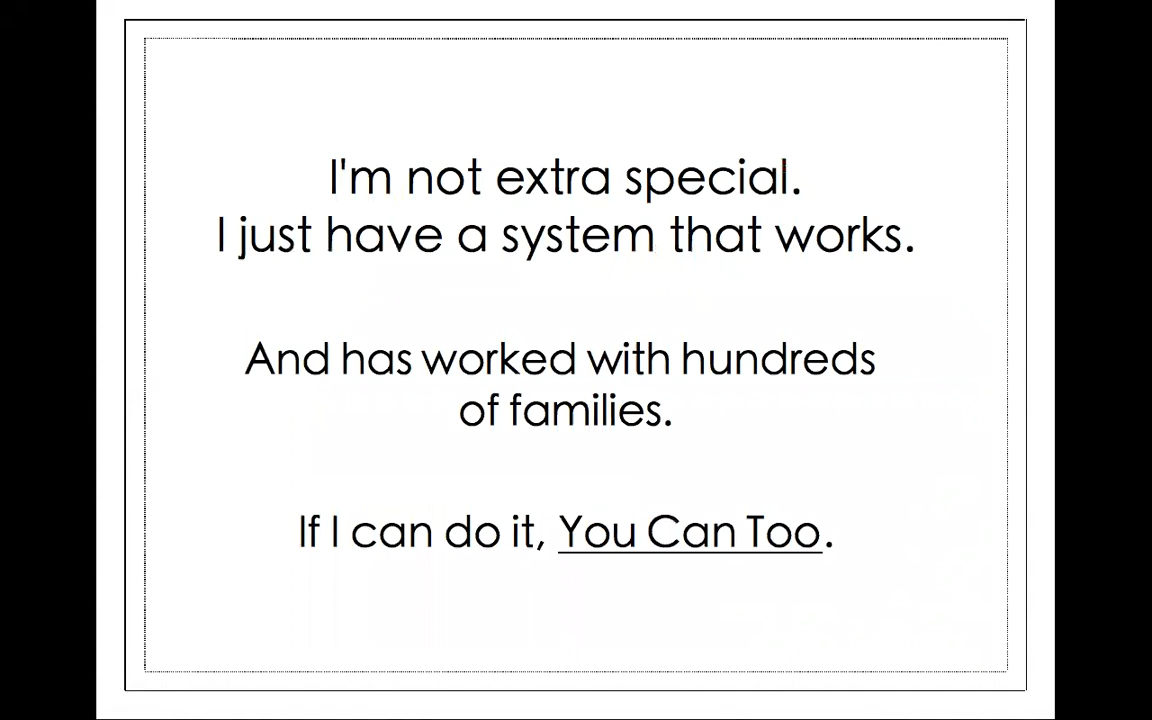 I'm not extra special.
I just have a system that works.
And has worked with hundreds
of families.
If I can do it, You Can Too.